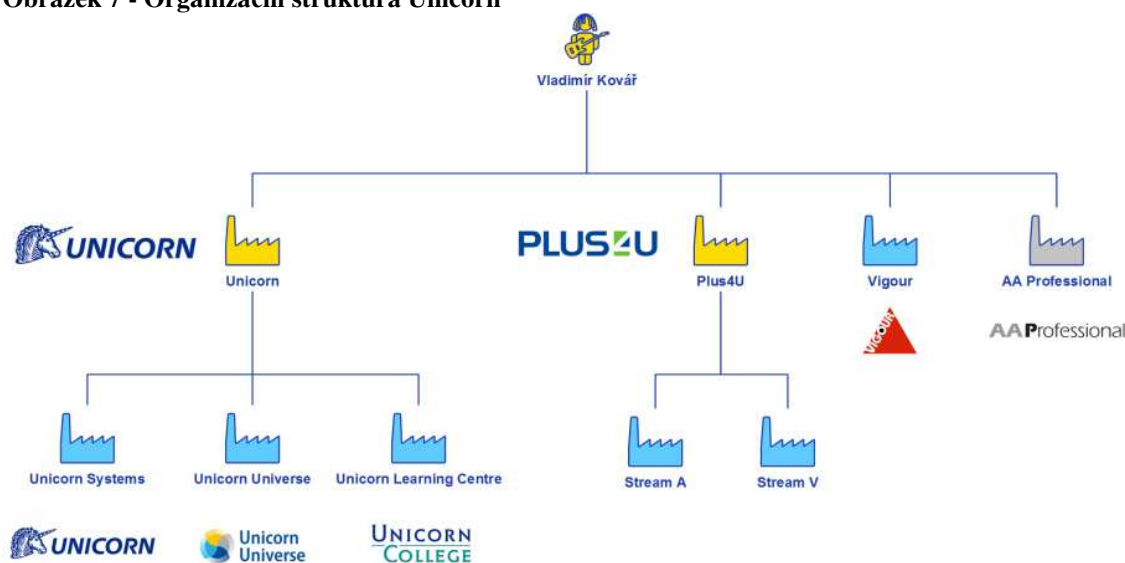 Obrázek 7 - Organizační struktura Unicorn
Vladimír Kovář
UNICORN
Unicorn
PLUS4U
Plus4U
Vigour
AA Professional
VIGOUR
AAProfessional
Unicorn Systems
Unicorn Universe
Unicorn Learning Centre
Stream A
Stream V
UNICORN
Unicorn
Universe
UNICORN
COLLEGE